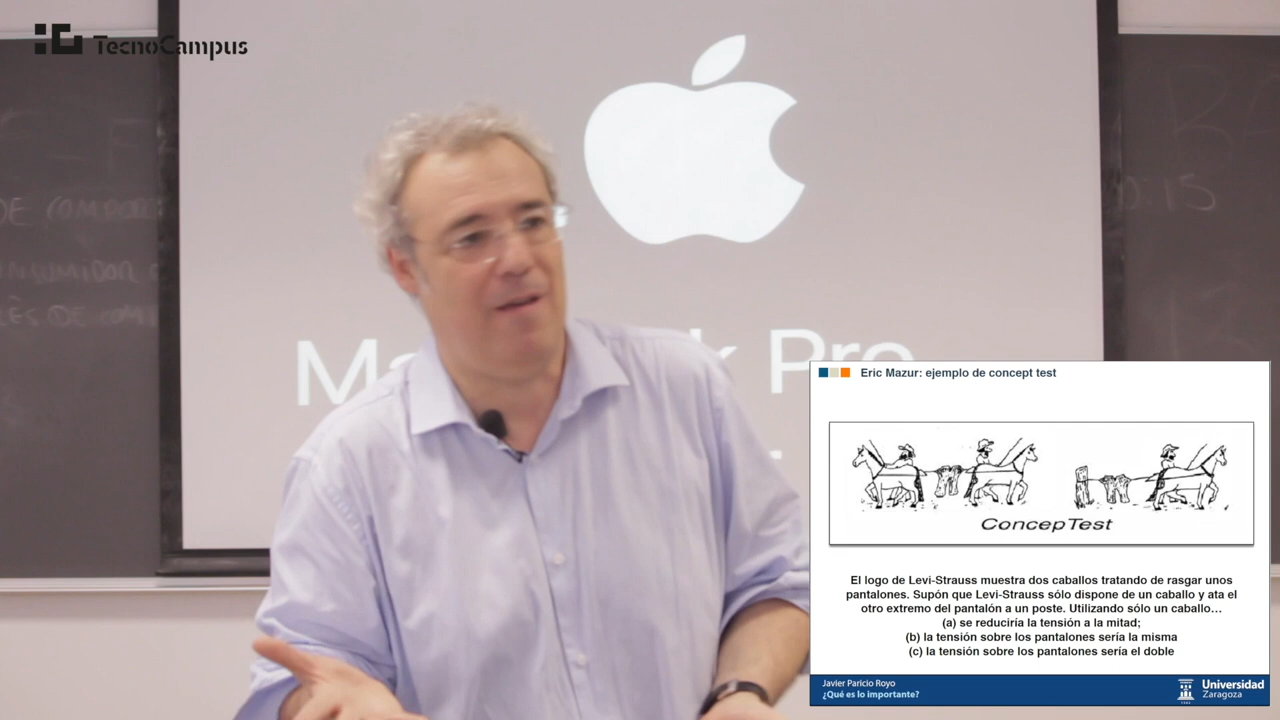 TecnoCampus
Pro
15
Eric Mazur: ejemplo de concept test
ConcepTest
El logo de Levi-Strauss muestra dos caballos tratando de rasgar unos
pantalones. Supón que Levi-Strauss sólo dispone de un caballo y ata el
otro extremo del pantalón a un poste. Utilizando sólo un caballo…
(a) se reduciría la tensión a la mitad;
(b) la tensión sobre los pantalones sería la misma
(c) la tensión sobre los pantalones sería el doble
Javier Paricio Royo
¿Qué es lo importante?
Universidad
Zaragoza